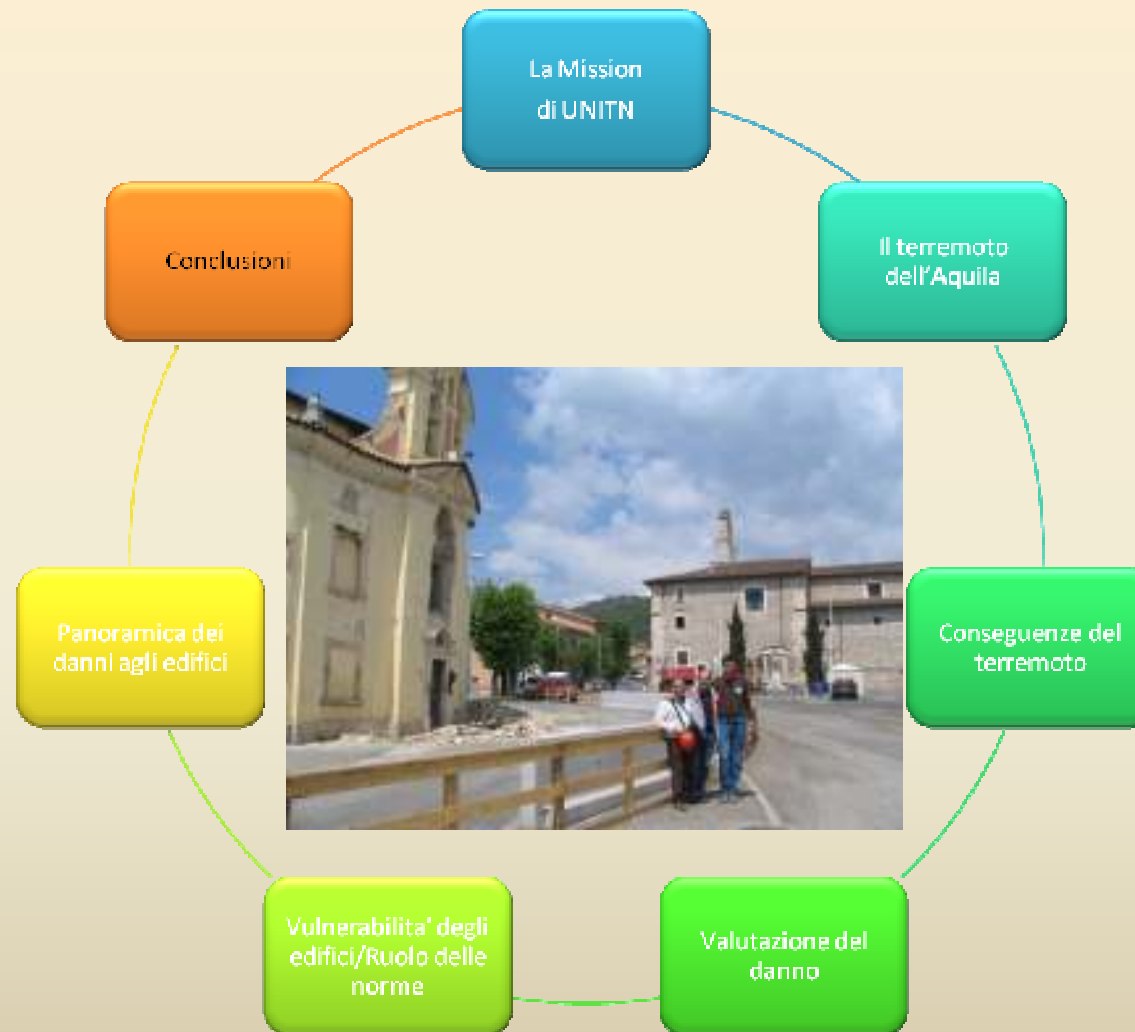 La Mission
di UNITN
Il terremoto
dell'Aquila
Conseguenze del
terremoto
Valutazione del
danno
Vulnerabilita' degli
edifici/Ruolo delle
norme
Panoramica dei
danni agli edifici
Conclusioni